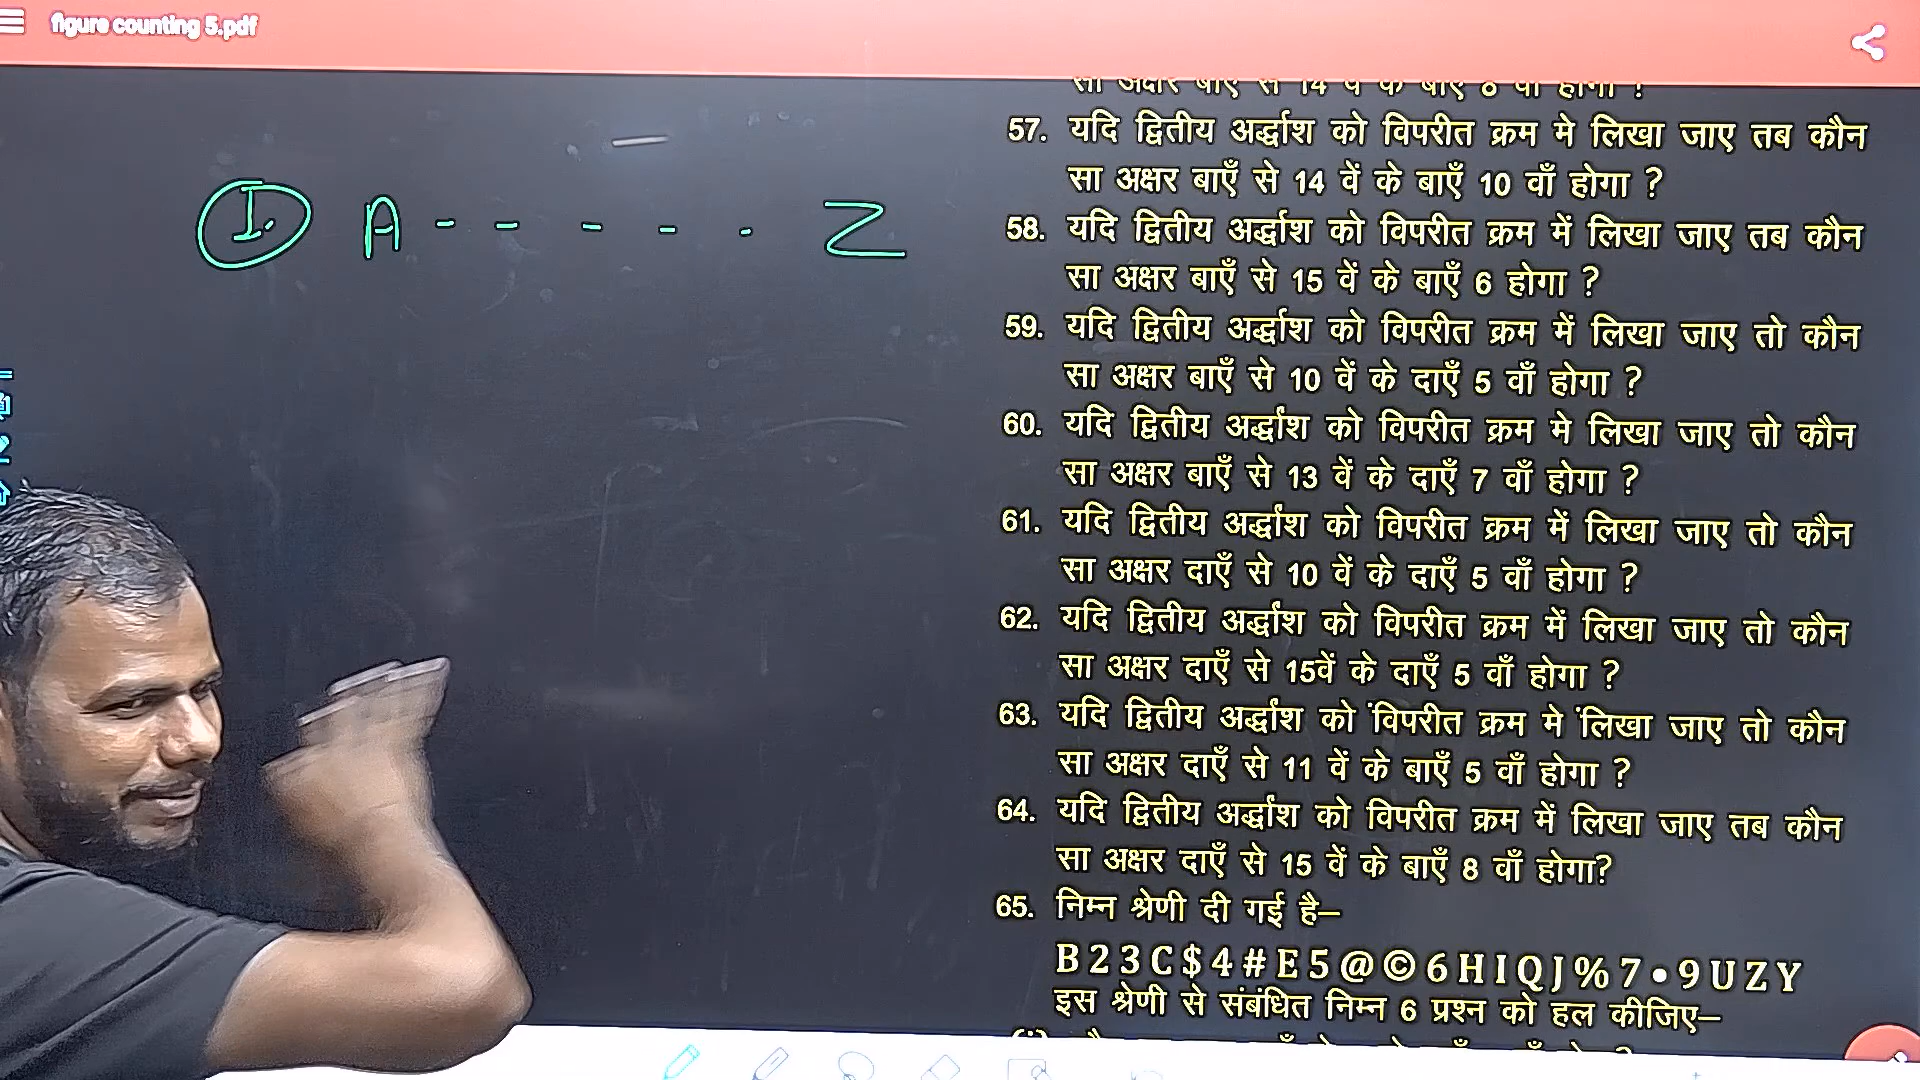 figure counting 5.pdf
I. A - - - - - Z
सा अक्षर बाएँ से 14 वें के बाएँ 8 वाँ होगा ?
57. यदि द्वितीय अर्द्धाश को विपरीत क्रम मे लिखा जाए तब कौन
सा अक्षर बाएँ से 14 वें के बाएँ 10 वाँ होगा ?
58. यदि द्वितीय अर्द्धाश को विपरीत क्रम में लिखा जाए तब कौन
सा अक्षर बाएँ से 15 वें के बाएँ 6 होगा ?
59. यदि द्वितीय अर्द्धाश को विपरीत क्रम में लिखा जाए तो कौन
सा अक्षर बाएँ से 10 वें के दाएँ 5 वाँ होगा ?
60. यदि द्वितीय अर्द्धांश को विपरीत क्रम मे लिखा जाए तो कौन
सा अक्षर बाएँ से 13 वें के दाएँ 7 वाँ होगा ?
61. यदि द्वितीय अर्द्धांश को विपरीत क्रम में लिखा जाए तो कौन
सा अक्षर दाएँ से 10 वें के दाएँ 5 वाँ होगा ?
62. यदि द्वितीय अर्द्धांश को विपरीत क्रम में लिखा जाए तो कौन
सा अक्षर दाएँ से 15वें के दाएँ 5 वाँ होगा ?
63. यदि द्वितीय अर्द्धांश को विपरीत क्रम मे लिखा जाए तो कौन
सा अक्षर दाएँ से 11 वें के बाएँ 5 वाँ होगा ?
64. यदि द्वितीय अर्द्धांश को विपरीत क्रम में लिखा जाए तब कौन
सा अक्षर दाएँ से 15 वें के बाएँ 8 वाँ होगा?
65. निम्न श्रेणी दी गई है–
B 2 3 C $ 4 # E 5 @ © 6 H I Q J % 7 • 9 U Z Y
इस श्रेणी से संबंधित निम्न 6 प्रश्न को हल कीजिए–